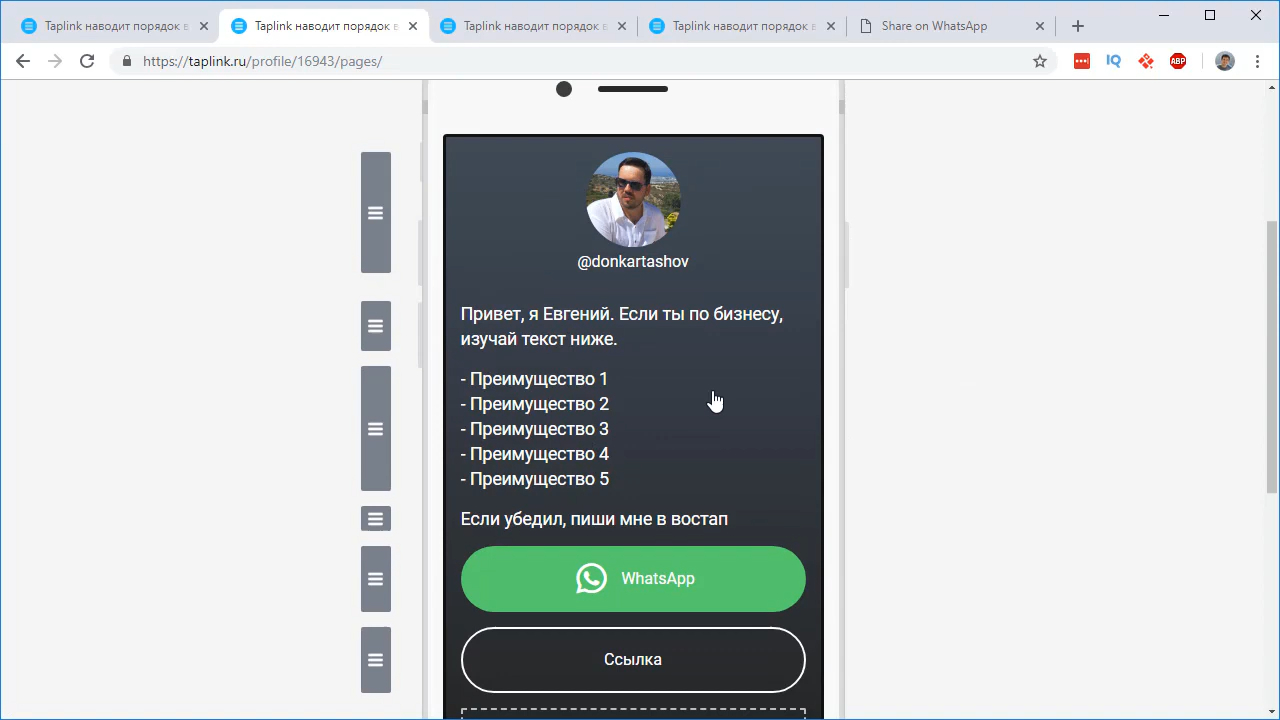 Taplink наводит порядок в
Taplink наводит порядок в
Taplink наводит порядок в
Taplink наводит порядок в
Share on WhatsApp
https://taplink.ru/profile/16943/pages/
IQ
ABP
@donkartashov
Привет, я Евгений. Если ты по бизнесу,
изучай текст ниже.
- Преимущество 1
- Преимущество 2
- Преимущество 3
- Преимущество 4
- Преимущество 5
Если убедил, пиши мне в востап
WhatsApp
Ссылка